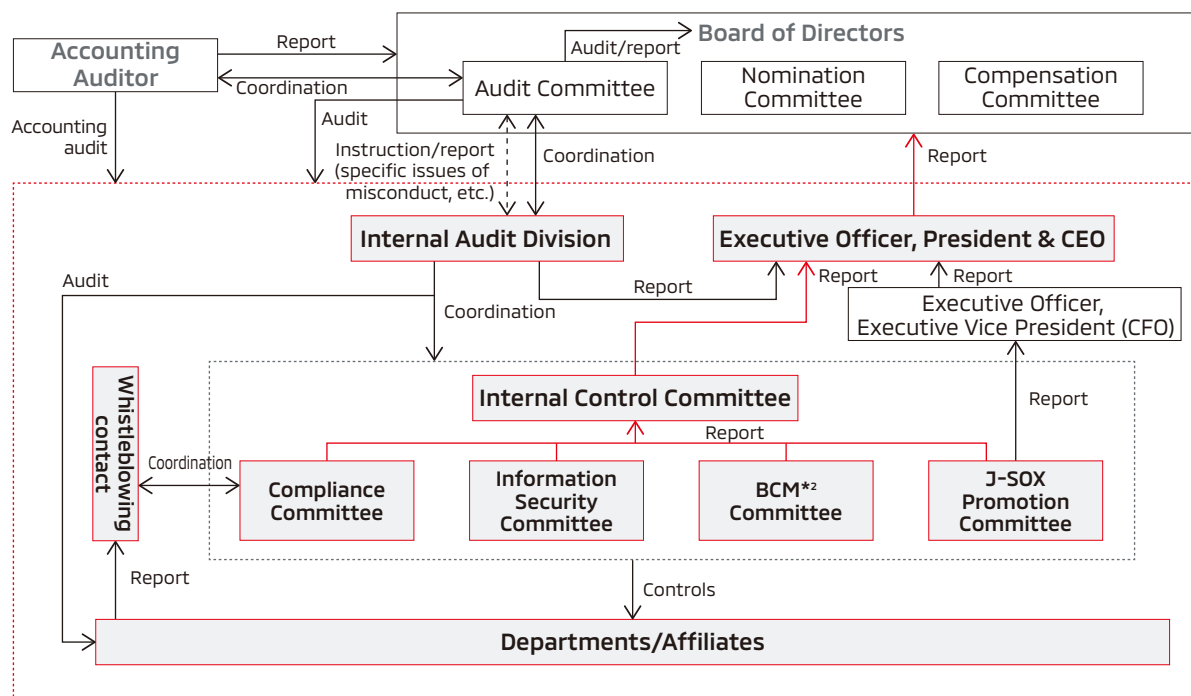 Accounting
Auditor
Report
Coordination
Audit/report
Board of Directors
Audit Committee
Nomination
Committee
Compensation
Committee
Accounting
audit
Audit
Instruction/report
(specific issues of
misconduct, etc.)
Coordination
Report
Internal Audit Division
Executive Officer, President & CEO
Audit
Report
Report
Report
Coordination
Executive Officer,
Executive Vice President (CFO)
Internal Control Committee
Report
Report
Whistleblowing
contact
Coordination
Compliance
Committee
Information
Security
Committee
BCM*2
Committee
J-SOX
Promotion
Committee
Report
Controls
Departments/Affiliates